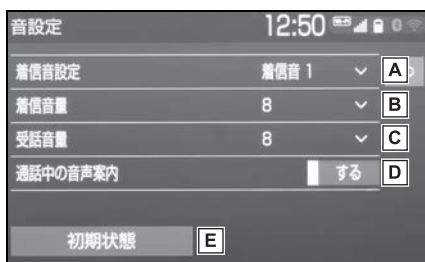 音設定 12:50
着信音設定 着信音 1 A
着信音量 8 B
受話音量 8 C
通話中の音声案内 する D
初期状態 E